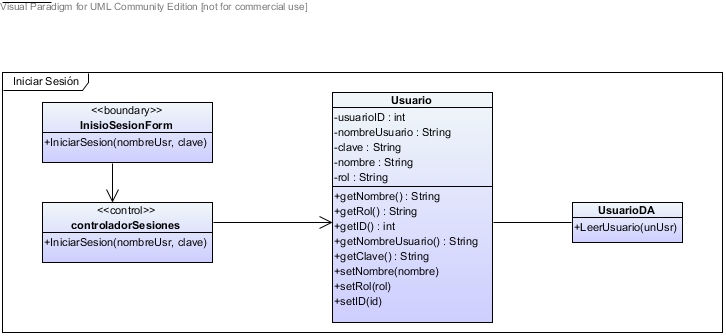 Visual Paradigm for UML Community Edition [not for commercial use]
Iniciar Sesión
<<boundary>>
InisioSesionForm
+IniciarSesion(nombreUsr, clave)
<<control>>
controladorSesiones
+IniciarSesion(nombreUsr, clave)
Usuario
-usuarioID : int
-nombreUsuario : String
-clave : String
-nombre : String
-rol : String
+getNombre() : String
+getRol() : String
+getID() : int
+getNombreUsuario() : String
+getClave() : String
+setNombre(nombre)
+setRol(rol)
+setID(id)
UsuarioDA
+LeerUsuario(unUsr)